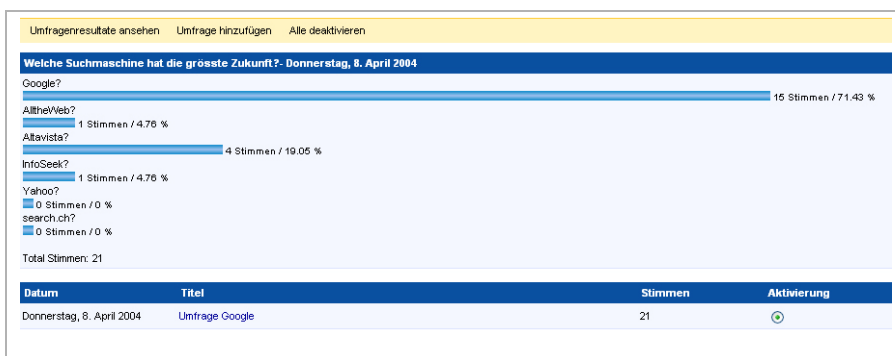 Umfragenresultate ansehen Umfrage hinzufügen Alle deaktivieren
Welche Suchmaschine hat die grösste Zukunft?- Donnerstag, 8. April 2004
Google?
15 Stimmen / 71.43 %
AlltheWeb?
1 Stimmen / 4.76 %
Altavista?
4 Stimmen / 19.05 %
InfoSeek?
1 Stimmen / 4.76 %
Yahoo?
0 Stimmen / 0 %
search.ch?
0 Stimmen / 0 %
Total Stimmen: 21
Datum Titel Stimmen Aktivierung
Donnerstag, 8. April 2004 Umfrage Google 21